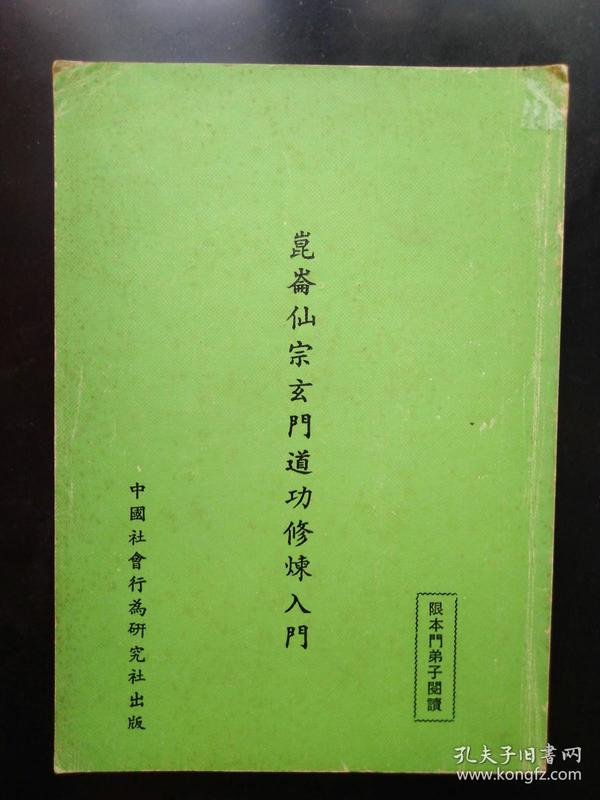 限本門弟子閱讀
崑崙仙宗玄門道功修煉入門
中國社會行為研究社出版
孔夫子旧書网
www.kongfz.com